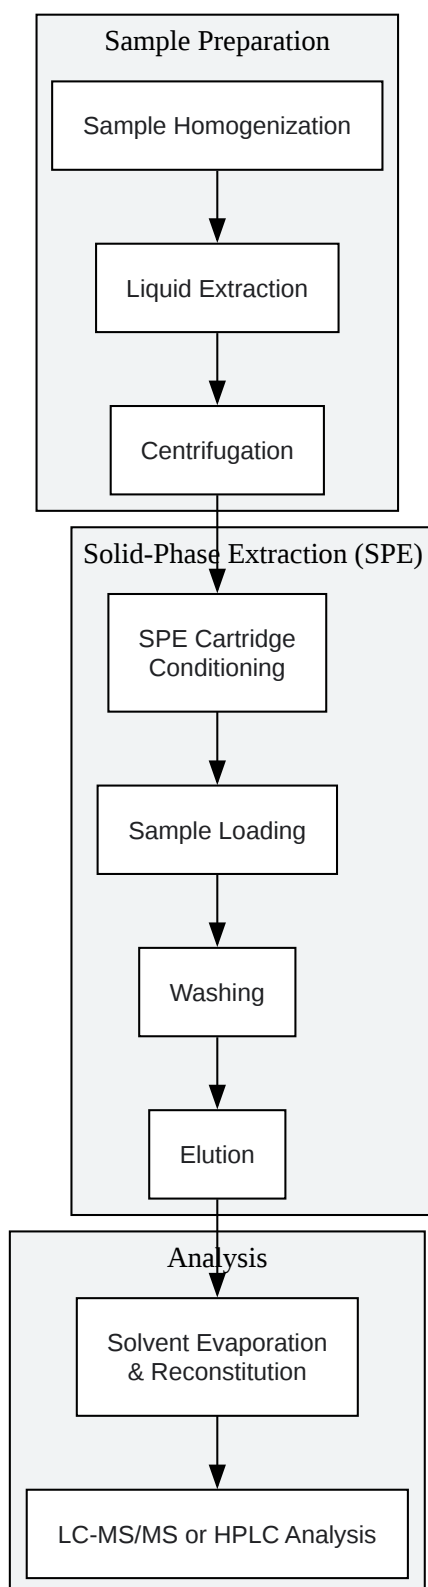 Sample Preparation
Sample Homogenization
Liquid Extraction
Centrifugation
Solid-Phase Extraction (SPE)
SPE Cartridge
Conditioning
Sample Loading
Washing
Elution
Analysis
Solvent Evaporation
& Reconstitution
LC-MS/MS or HPLC Analysis